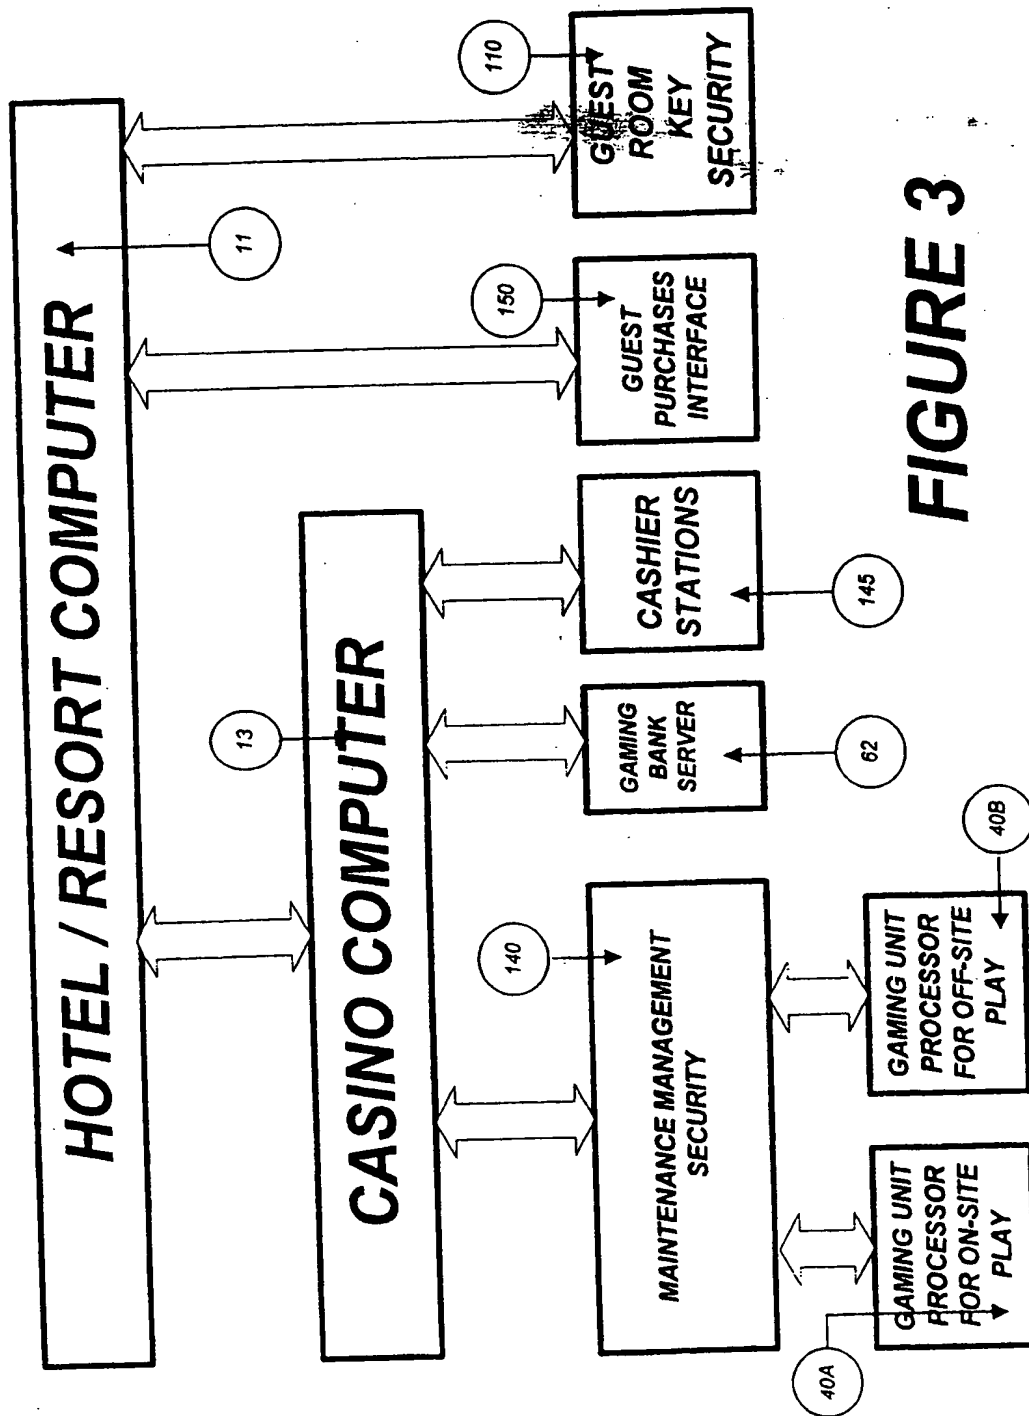 HOTEL / RESORT COMPUTER
11
CASINO COMPUTER
13
140
MAINTENANCE MANAGEMENT
SECURITY
GAMING
BANK
SERVER
62
CASHIER
STATIONS
145
150
GUEST
PURCHASES
INTERFACE
110
GUEST
ROOM
KEY
SECURITY
40A
GAMING UNIT
PROCESSOR
FOR ON-SITE
PLAY
GAMING UNIT
PROCESSOR
FOR OFF-SITE
PLAY
40B
FIGURE 3